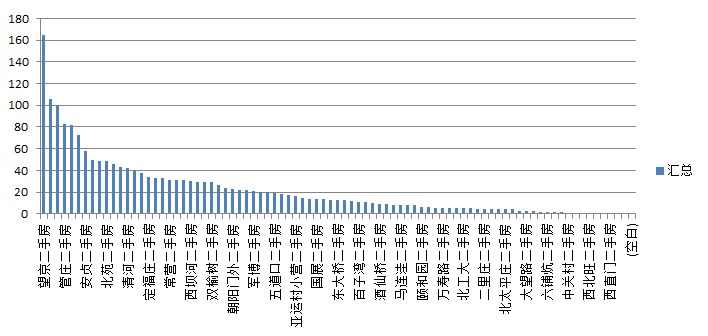 180
160
140
120
100
80
60
40
20
0
望京二手房
管庄二手房
安贞二手房
北苑二手房
清河二手房
定福庄二手房
常营二手房
西坝河二手房
双榆树二手房
朝阳门外二手房
军博二手房
五道口二手房
亚运村小营二手房
国展二手房
东大桥二手房
百子湾二手房
酒仙桥二手房
马连洼二手房
颐和园二手房
万寿路二手房
北工大二手房
二里庄二手房
北太平庄二手房
大望路二手房
六铺炕二手房
中关村二手房
西北旺二手房
西直门二手房
(空白)
汇总